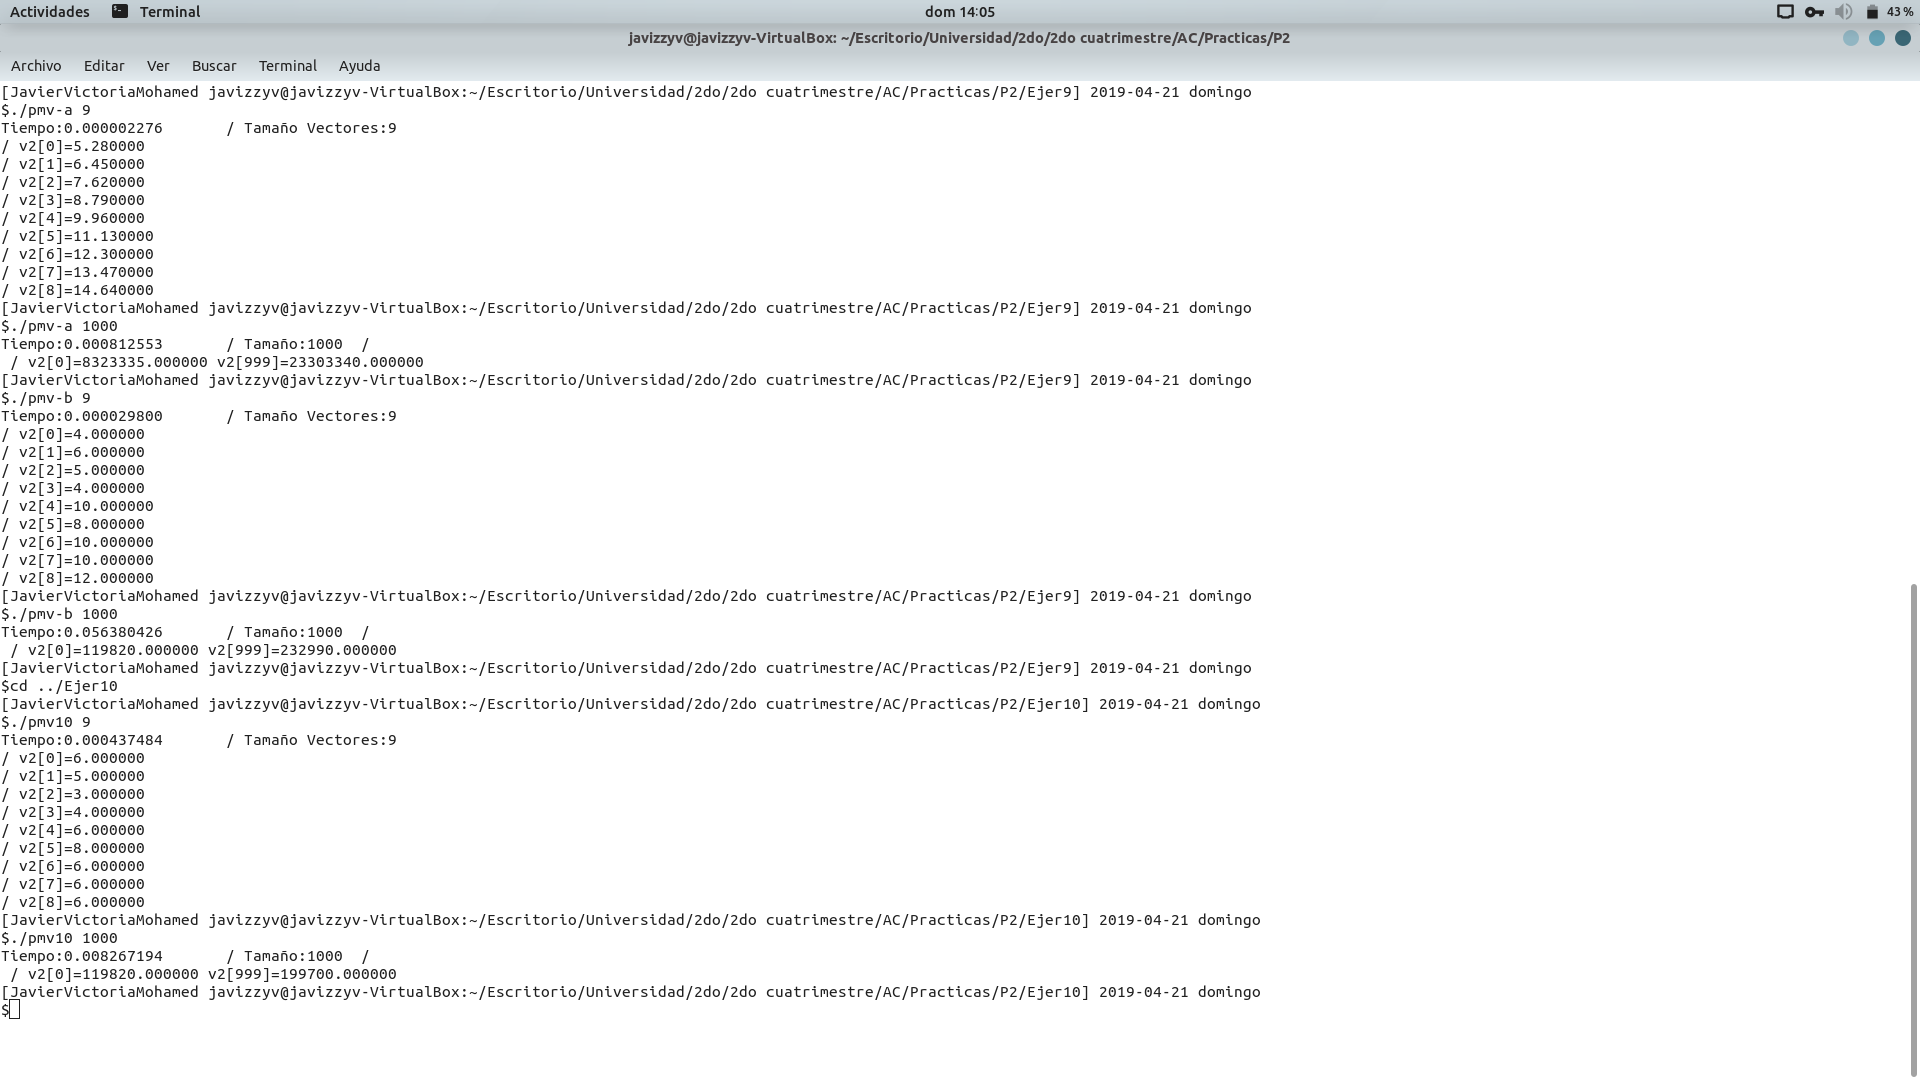 Actividades Terminal dom 14:05 43 %
javizzyv@javizzyv-VirtualBox: ~/Escritorio/Universidad/2do/2do cuatrimestre/AC/Practicas/P2
Archivo Editar Ver Buscar Terminal Ayuda
[JavierVictoriaMohamed javizzyv@javizzyv-VirtualBox:~/Escritorio/Universidad/2do/2do cuatrimestre/AC/Practicas/P2/Ejer9] 2019-04-21 domingo
$./pmv-a 9
Tiempo:0.000002276       / Tamaño Vectores:9
/ v2[0]=5.280000
/ v2[1]=6.450000
/ v2[2]=7.620000
/ v2[3]=8.790000
/ v2[4]=9.960000
/ v2[5]=11.130000
/ v2[6]=12.300000
/ v2[7]=13.470000
/ v2[8]=14.640000
[JavierVictoriaMohamed javizzyv@javizzyv-VirtualBox:~/Escritorio/Universidad/2do/2do cuatrimestre/AC/Practicas/P2/Ejer9] 2019-04-21 domingo
$./pmv-a 1000
Tiempo:0.000812553       / Tamaño:1000  /
 / v2[0]=8323335.000000 v2[999]=23303340.000000
[JavierVictoriaMohamed javizzyv@javizzyv-VirtualBox:~/Escritorio/Universidad/2do/2do cuatrimestre/AC/Practicas/P2/Ejer9] 2019-04-21 domingo
$./pmv-b 9
Tiempo:0.000029800       / Tamaño Vectores:9
/ v2[0]=4.000000
/ v2[1]=6.000000
/ v2[2]=5.000000
/ v2[3]=4.000000
/ v2[4]=10.000000
/ v2[5]=8.000000
/ v2[6]=10.000000
/ v2[7]=10.000000
/ v2[8]=12.000000
[JavierVictoriaMohamed javizzyv@javizzyv-VirtualBox:~/Escritorio/Universidad/2do/2do cuatrimestre/AC/Practicas/P2/Ejer9] 2019-04-21 domingo
$./pmv-b 1000
Tiempo:0.056380426       / Tamaño:1000  /
 / v2[0]=119820.000000 v2[999]=232990.000000
[JavierVictoriaMohamed javizzyv@javizzyv-VirtualBox:~/Escritorio/Universidad/2do/2do cuatrimestre/AC/Practicas/P2/Ejer9] 2019-04-21 domingo
$cd ../Ejer10
[JavierVictoriaMohamed javizzyv@javizzyv-VirtualBox:~/Escritorio/Universidad/2do/2do cuatrimestre/AC/Practicas/P2/Ejer10] 2019-04-21 domingo
$./pmv10 9
Tiempo:0.000437484       / Tamaño Vectores:9
/ v2[0]=6.000000
/ v2[1]=5.000000
/ v2[2]=3.000000
/ v2[3]=4.000000
/ v2[4]=6.000000
/ v2[5]=8.000000
/ v2[6]=6.000000
/ v2[7]=6.000000
/ v2[8]=6.000000
[JavierVictoriaMohamed javizzyv@javizzyv-VirtualBox:~/Escritorio/Universidad/2do/2do cuatrimestre/AC/Practicas/P2/Ejer10] 2019-04-21 domingo
$./pmv10 1000
Tiempo:0.008267194       / Tamaño:1000  /
 / v2[0]=119820.000000 v2[999]=199700.000000
[JavierVictoriaMohamed javizzyv@javizzyv-VirtualBox:~/Escritorio/Universidad/2do/2do cuatrimestre/AC/Practicas/P2/Ejer10] 2019-04-21 domingo
$